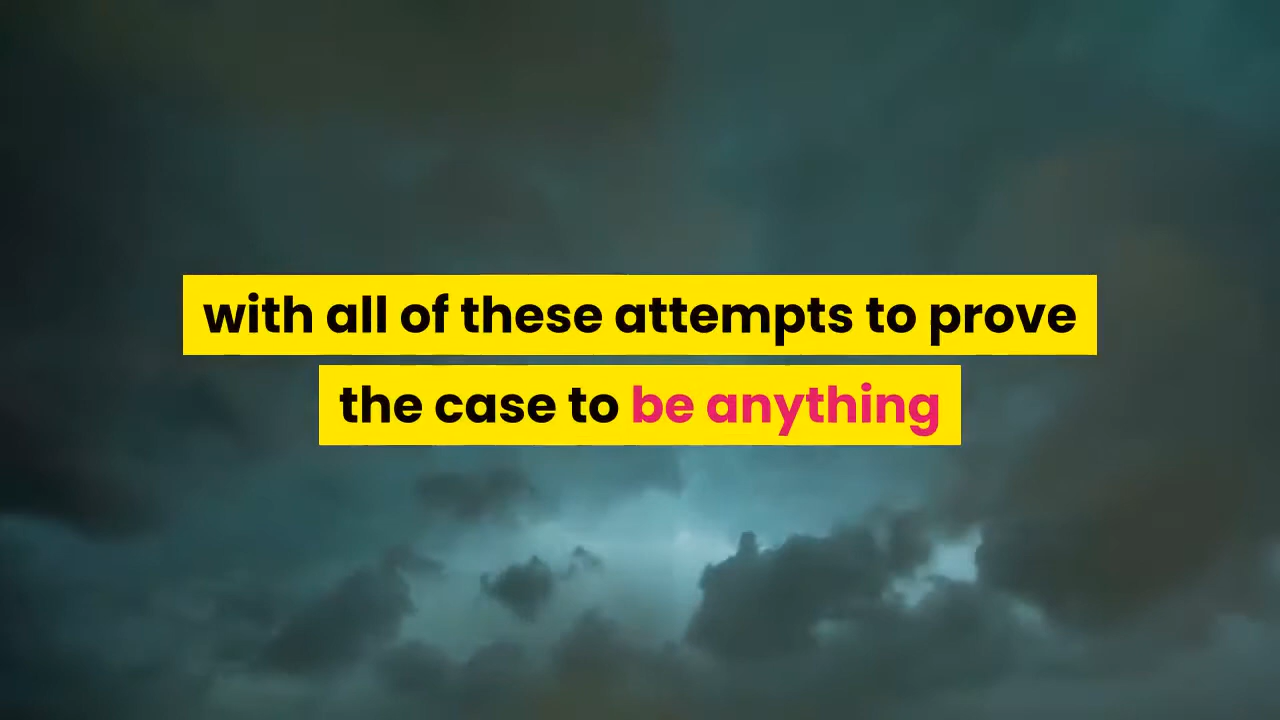 with all of these attempts to prove
the case to be anything